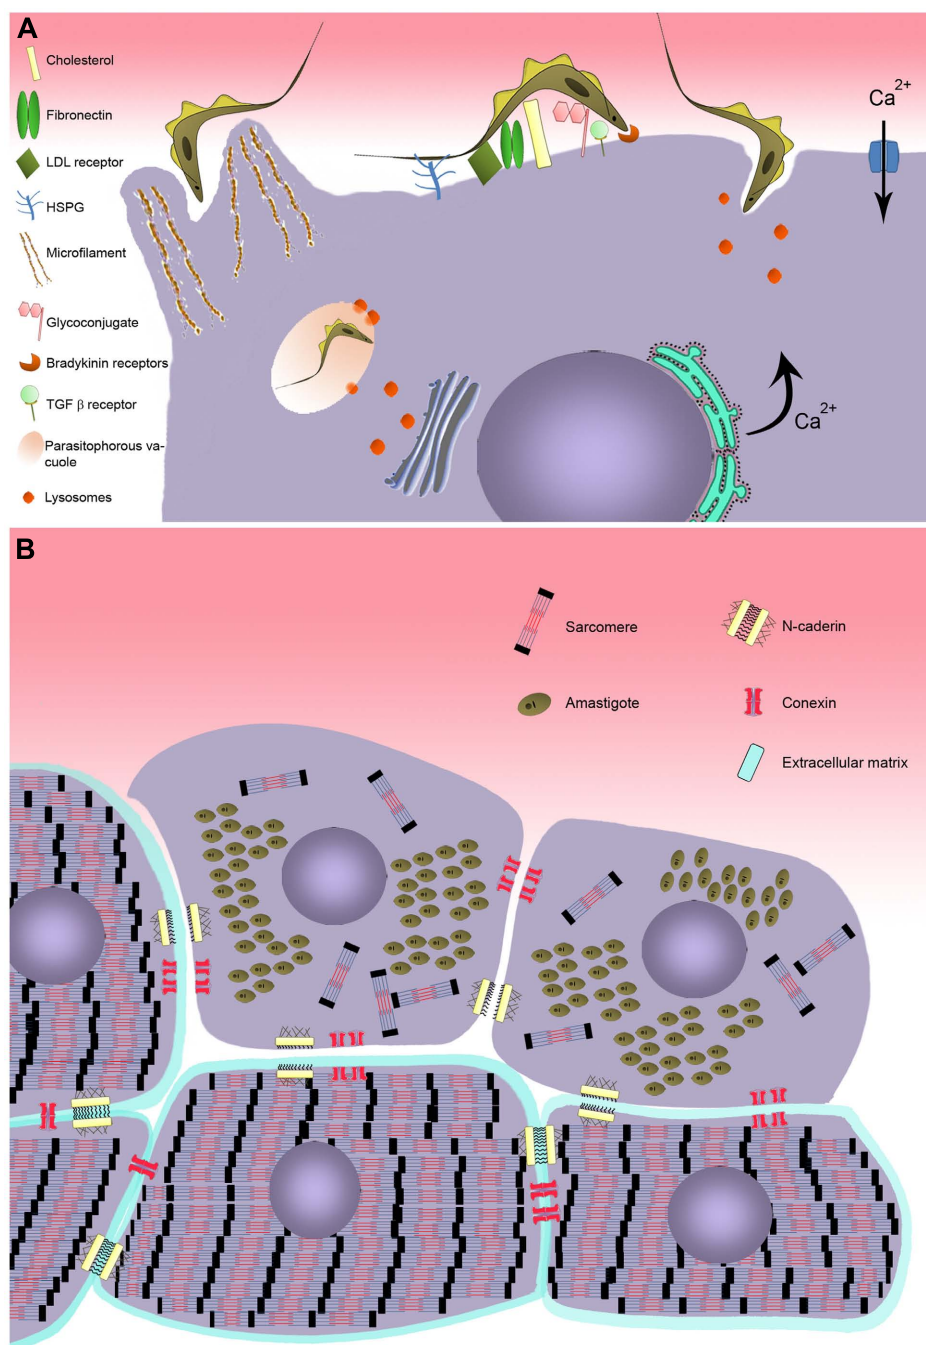 A
Cholesterol
Fibronectin
LDL receptor
HSPG
Microfilament
Glycoconjugate
Bradykinin receptors
TGF β receptor
Parasitophorous va-
cuole
Lysosomes
Ca2+
Ca2+
B
Sarcomere
N-caderin
Amastigote
Conexin
Extracellular matrix